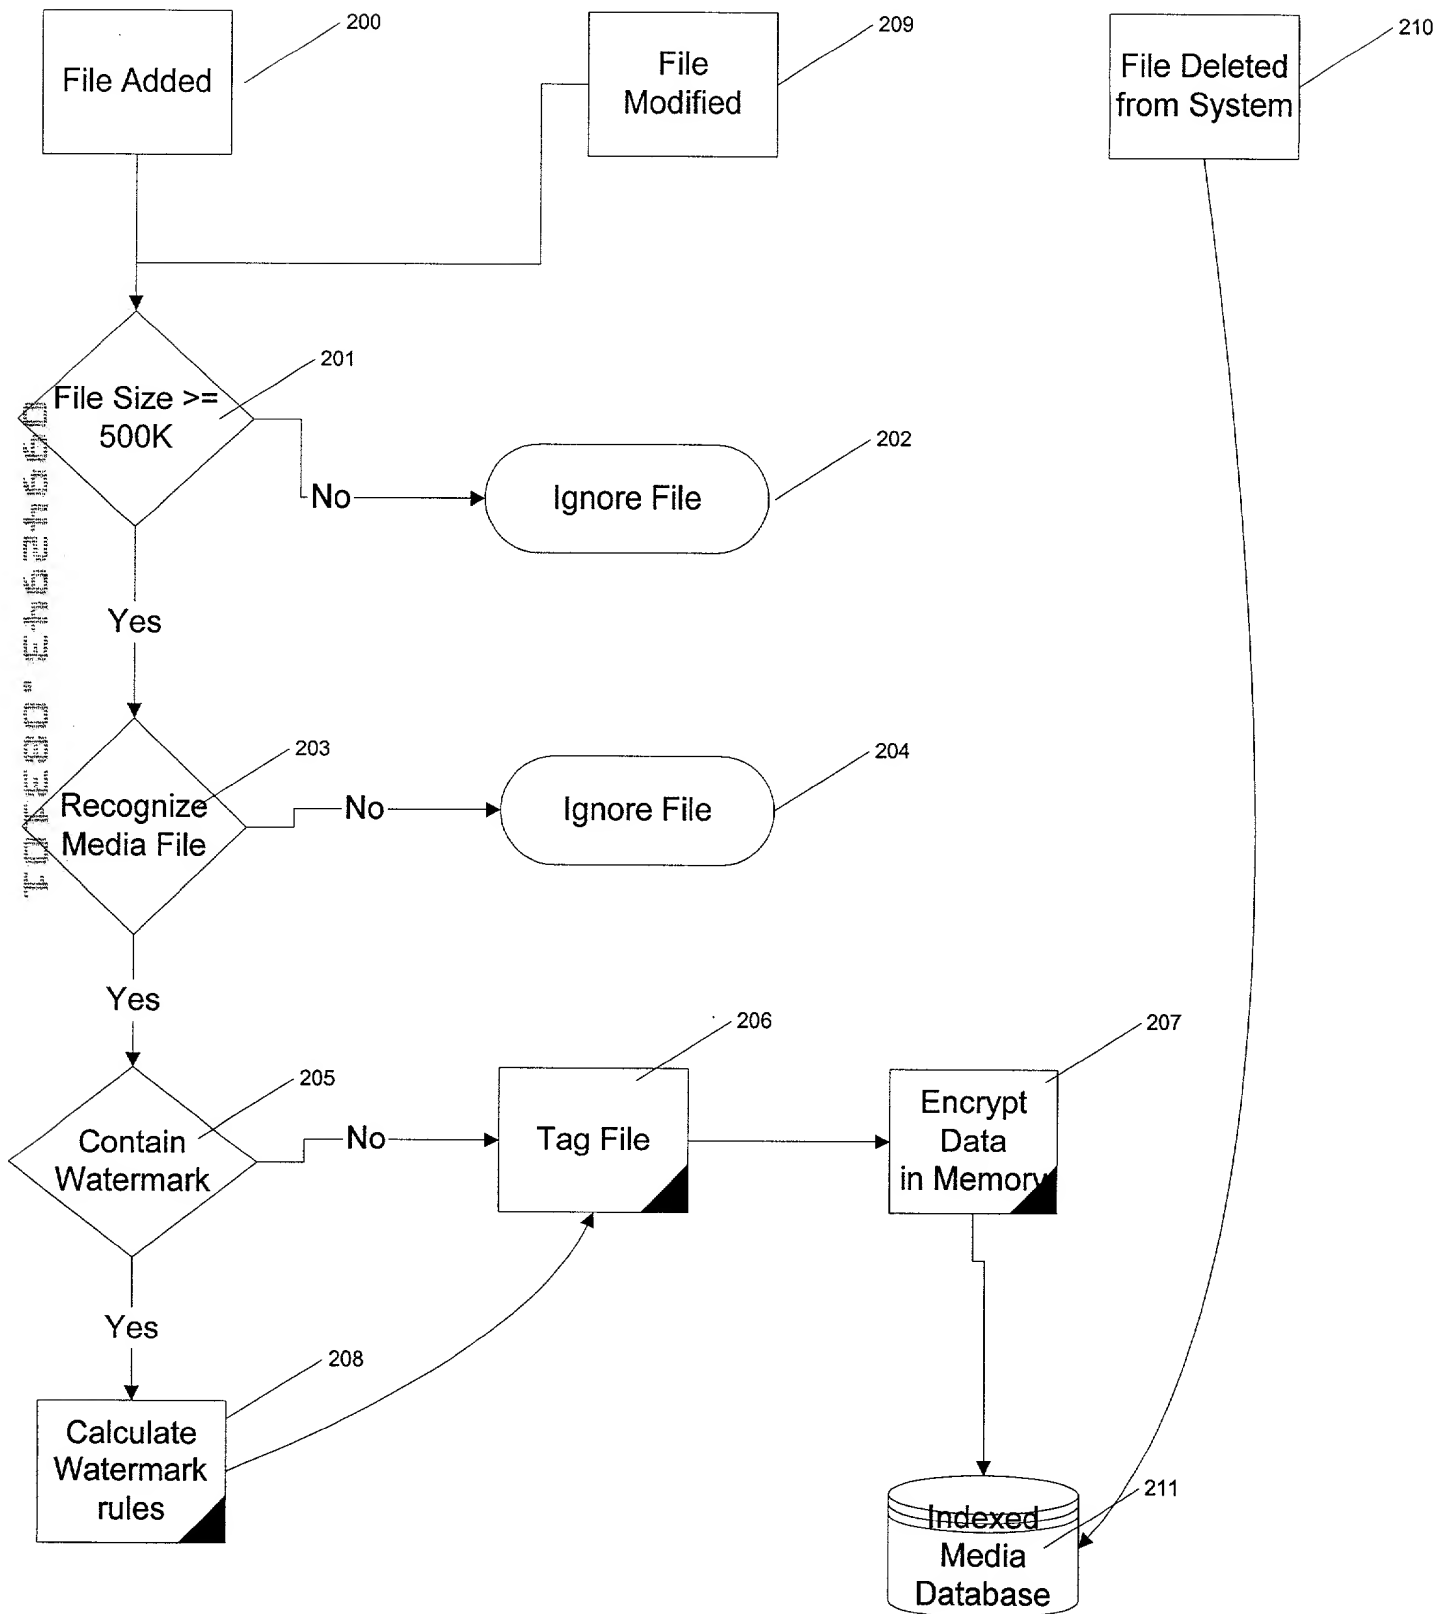 File Added
200
File
Modified
209
File Deleted
from System
210
File Size >=
500K
201
No
Ignore File
202
Yes
Recognize
Media File
203
No
Ignore File
204
Yes
Contain
Watermark
205
No
Tag File
206
Encrypt
Data
in Memory
207
Yes
Calculate
Watermark
rules
208
Indexed
Media
Database
211